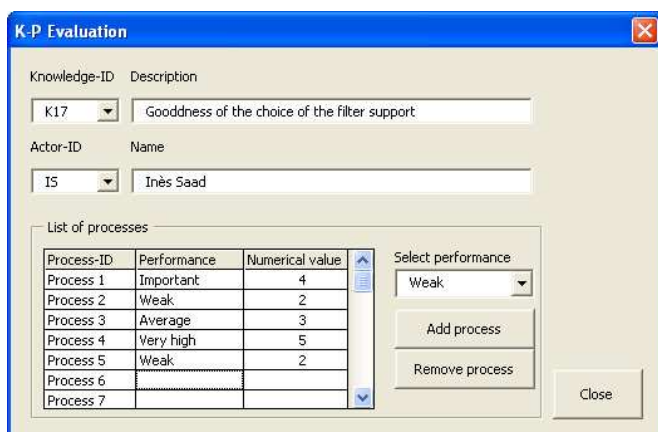 K-P Evaluation
Knowledge-ID Description
K17 Gooddness of the choice of the filter support
Actor-ID Name
IS Inès Saad
List of processes
Process-ID Performance Numerical value
Process 1 Important 4
Process 2 Weak 2
Process 3 Average 3
Process 4 Very high 5
Process 5 Weak 2
Process 6
Process 7
Select performance
Weak
Add process
Remove process
Close